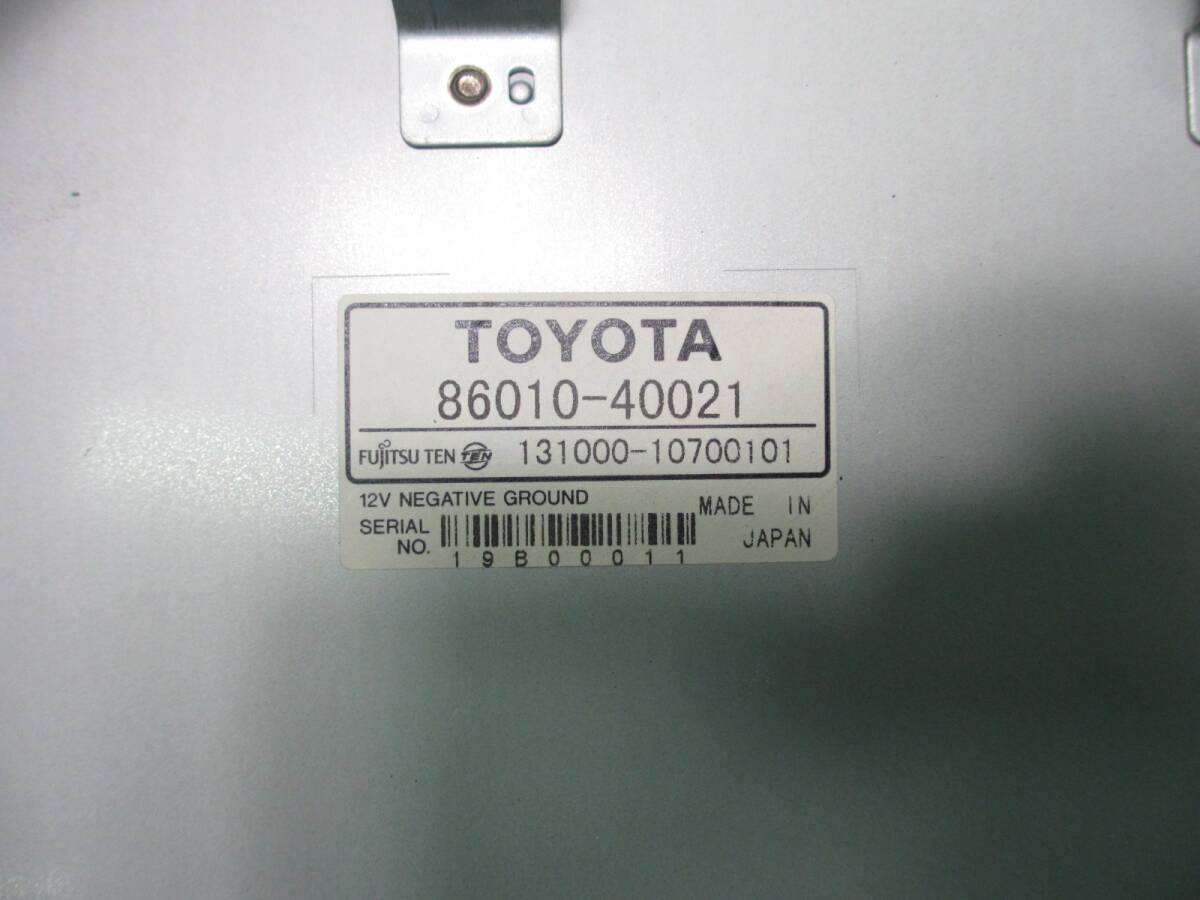 TOYOTA
86010-40021
FUJITSU TEN TEN 131000-10700101
12V NEGATIVE GROUND
SERIAL NO. 19B00011
MADE IN JAPAN